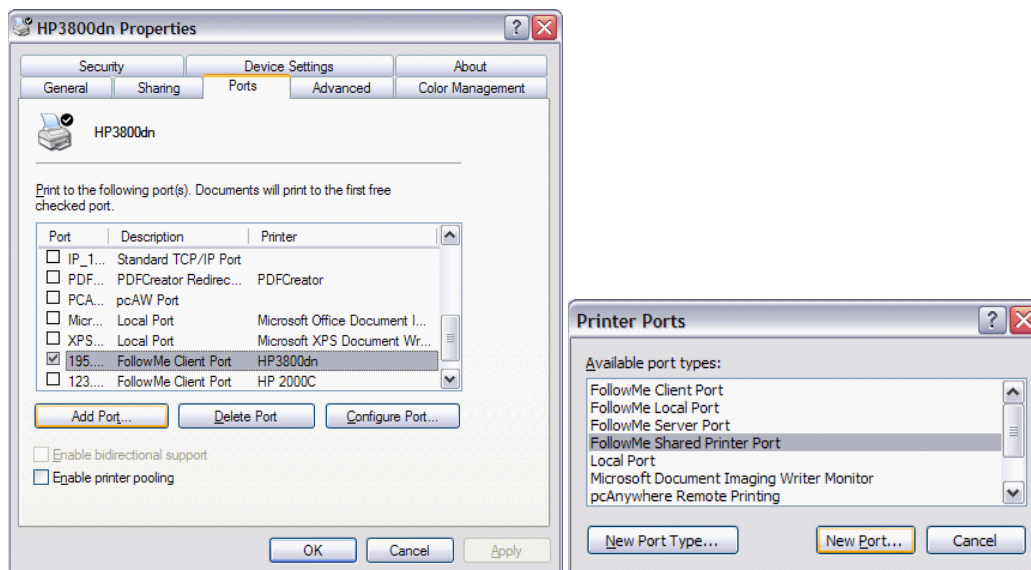 HP3800dn Properties
Security Device Settings About
General Sharing Ports Advanced Color Management
HP3800dn
Print to the following port(s). Documents will print to the first free
checked port.
Port Description Printer
IP_1... Standard TCP/IP Port
PDF... PDFCreator Redirec... PDFCreator
PCA... pcAW Port
Micr... Local Port Microsoft Office Document I...
XPS... Local Port Microsoft XPS Document Wr...
195.... FollowMe Client Port HP3800dn
123.... FollowMe Client Port HP 2000C
Add Port... Delete Port Configure Port...
Enable bidirectional support
Enable printer pooling
OK Cancel Apply
Printer Ports
Available port types:
FollowMe Client Port
FollowMe Local Port
FollowMe Server Port
FollowMe Shared Printer Port
Local Port
Microsoft Document Imaging Writer Monitor
pcAnywhere Remote Printing
New Port Type... New Port... Cancel